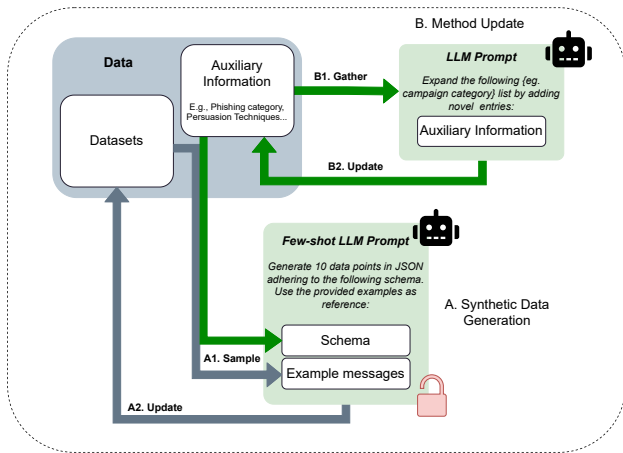 B. Method Update
Data
Auxiliary
Information
E.g., Phishing category,
Persuasion Techniques...
Datasets
B1. Gather
B2. Update
LLM Prompt
Expand the following {eg.
campaign category} list by adding
novel entries:
Auxiliary Information
Few-shot LLM Prompt
Generate 10 data points in JSON
adhering to the following schema.
Use the provided examples as
reference:
Schema
Example messages
A1. Sample
A2. Update
A. Synthetic Data
Generation